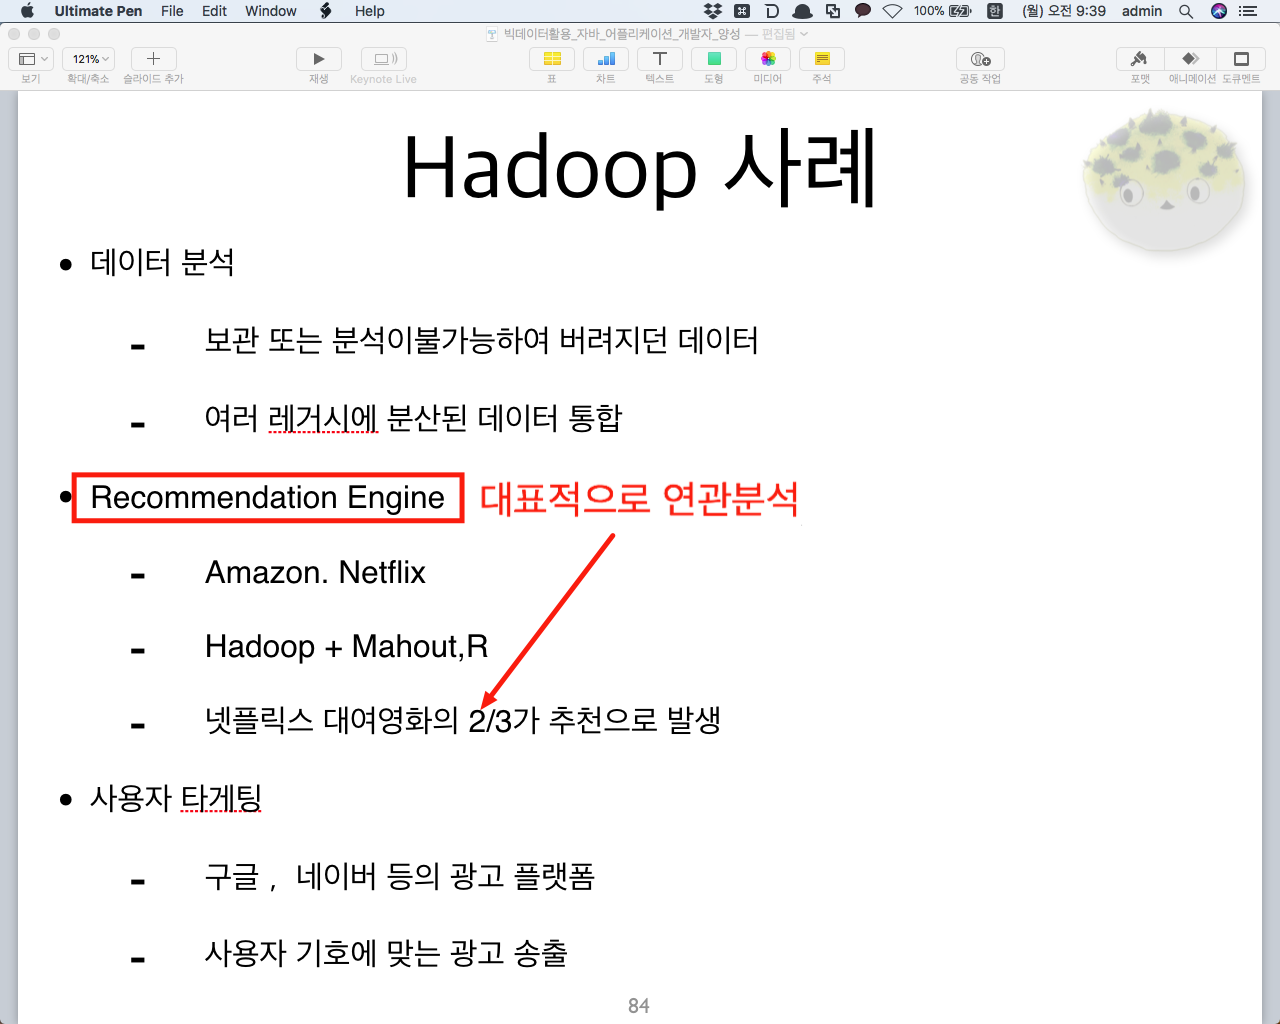 Ultimate Pen File Edit Window Help 100% 한 (월) 오전 9:39 admin
빅데이터활용_자바_어플리케이션_개발자_양성 — 편집됨
121%
보기 확대/축소 슬라이드 추가 재생 Keynote Live 표 차트 텍스트 도형 미디어 주석 공동 작업 포맷 애니메이션 도큐멘트
Hadoop 사례
• 데이터 분석
- 보관 또는 분석이불가능하여 버려지던 데이터
- 여러 레거시에 분산된 데이터 통합
• Recommendation Engine 대표적으로 연관분석
- Amazon. Netflix
- Hadoop + Mahout,R
- 넷플릭스 대여영화의 2/3가 추천으로 발생
• 사용자 타게팅
- 구글 , 네이버 등의 광고 플랫폼
- 사용자 기호에 맞는 광고 송출
84